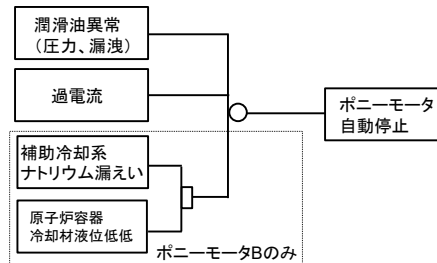 潤滑油異常
（圧力、漏洩）
過電流
ポニーモータ
自動停止
補助冷却系
ナトリウム漏えい
原子炉容器
冷却材液位低低
ポニーモータBのみ